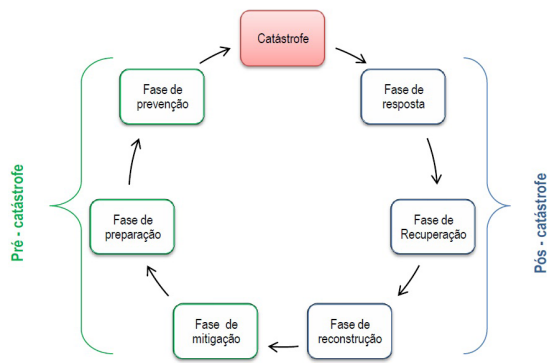 Catástrofe
Fase de
resposta
Fase de
Recuperação
Fase de
reconstrução
Fase de
mitigação
Fase de
preparação
Fase de
prevenção
Pré - catástrofe
Pós - catástrofe